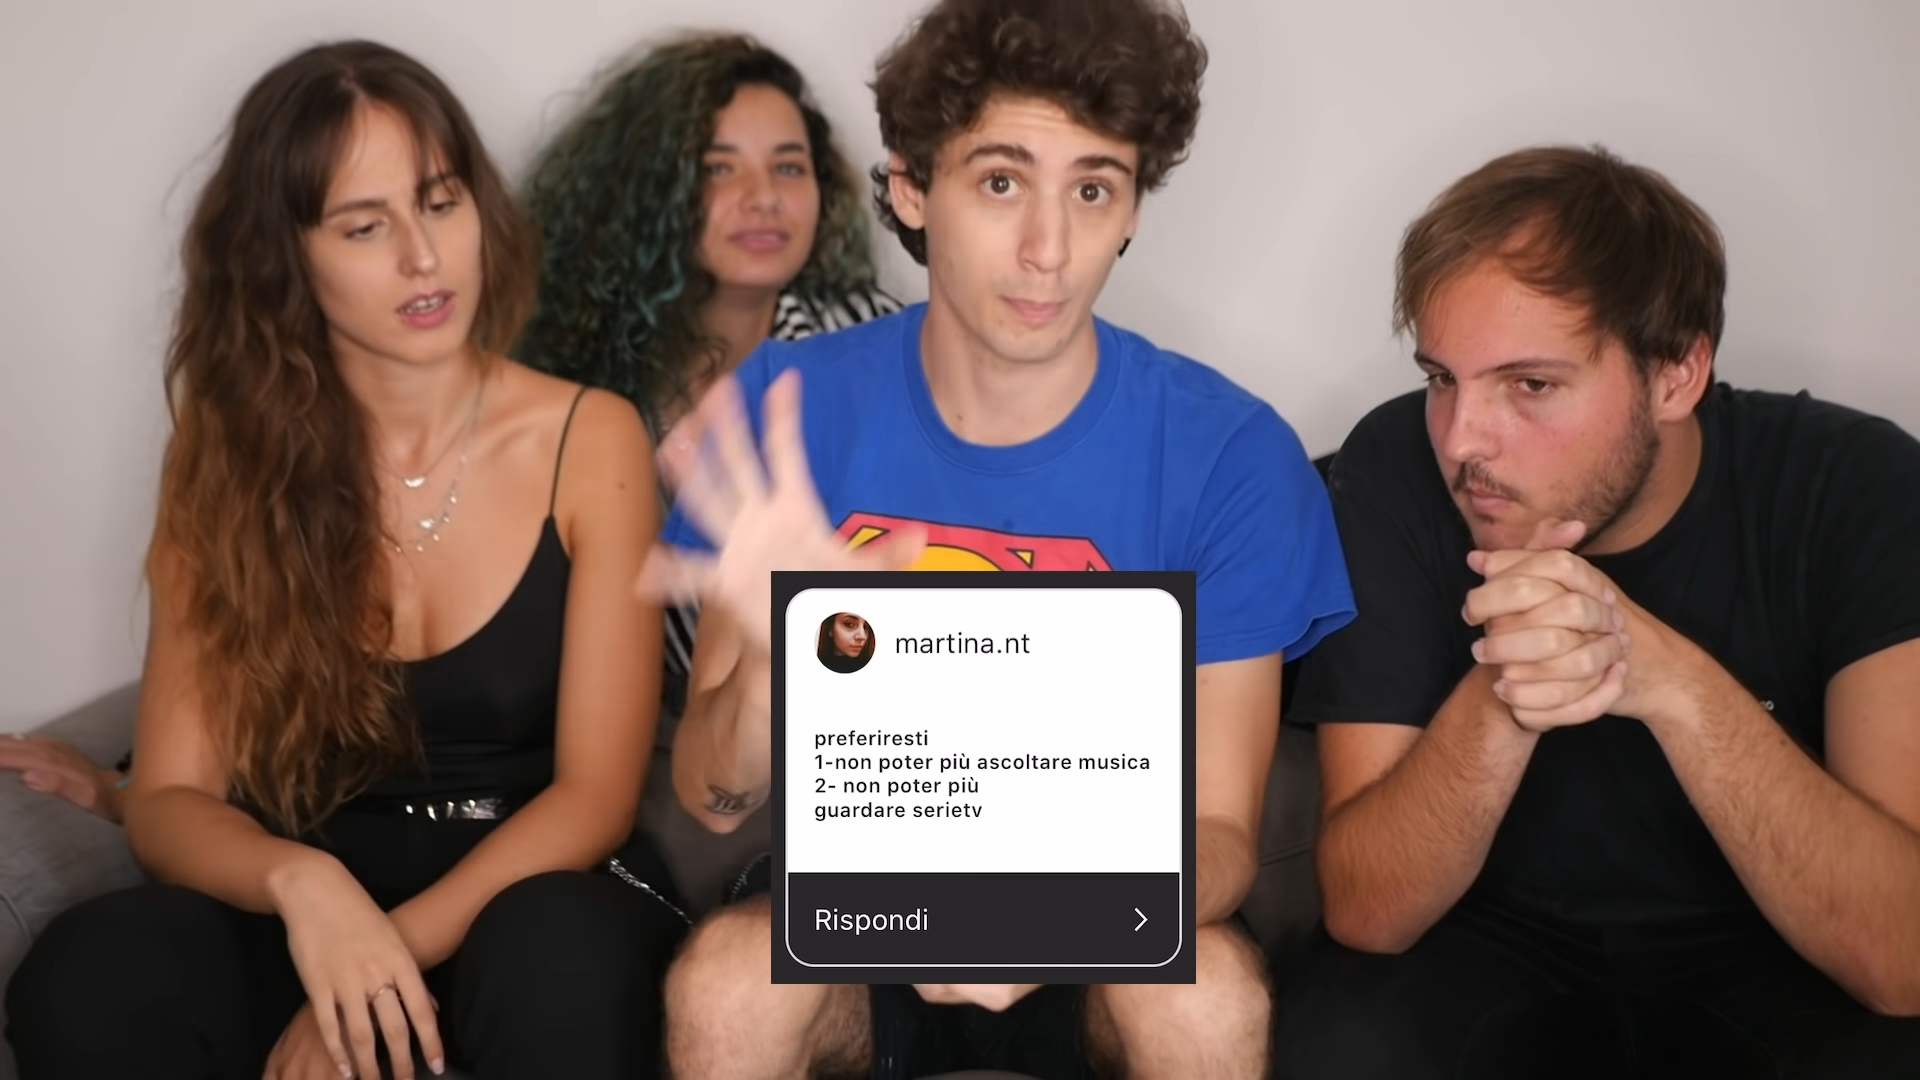 martina.nt
preferiresti
1-non poter più ascoltare musica
2- non poter più
guardare serietv
Rispondi